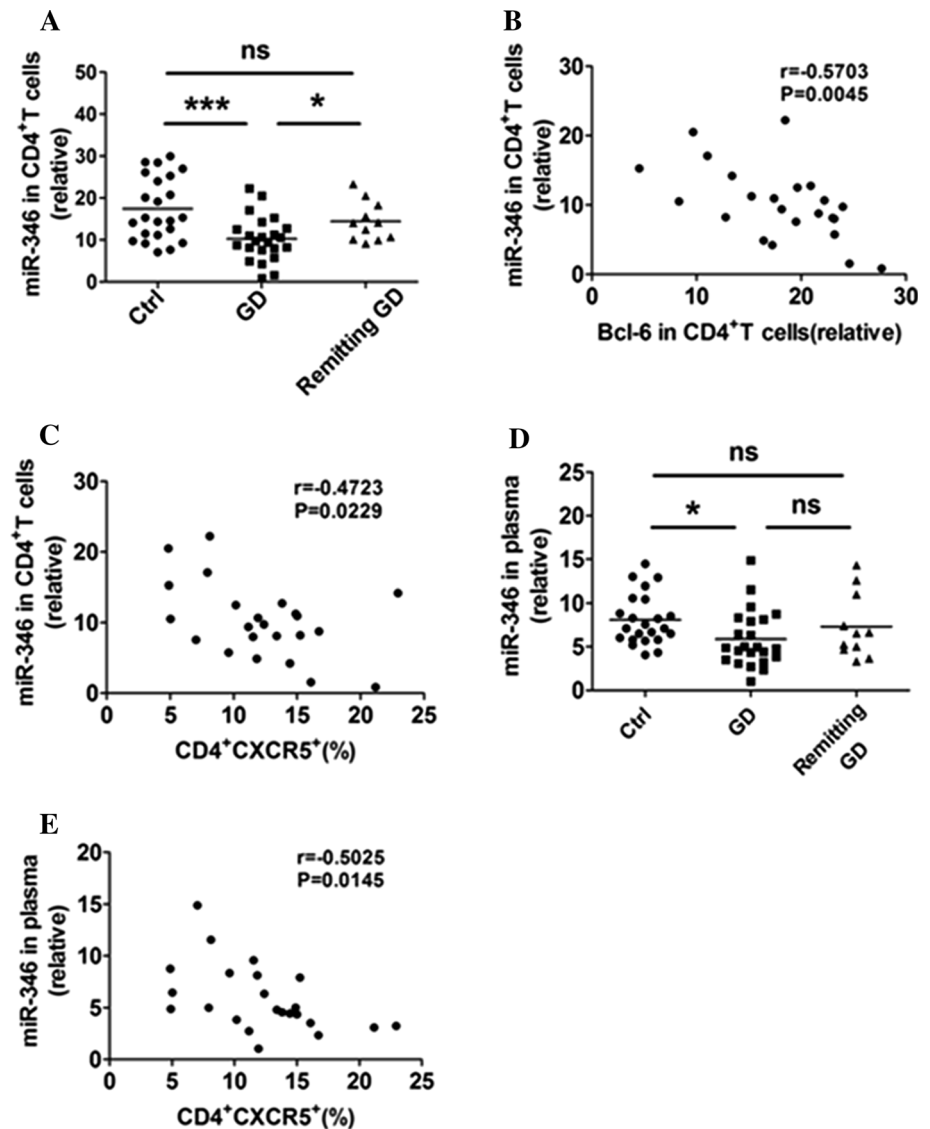 A
ns
***
*
miR-346 in CD4⁺T cells
(relative)
50
40
30
20
10
0
Ctrl
GD
Remitting GD
B
r=-0.5703
P=0.0045
miR-346 in CD4⁺T cells
(relative)
30
20
10
0
0
10
20
30
Bcl-6 in CD4⁺T cells(relative)
C
r=-0.4723
P=0.0229
miR-346 in CD4⁺T cells
(relative)
30
20
10
0
0
5
10
15
20
25
CD4⁺CXCR5⁺(%)
D
ns
*
ns
miR-346 in plasma
(relative)
25
20
15
10
5
0
Ctrl
GD
Remitting
GD
E
r=-0.5025
P=0.0145
miR-346 in plasma
(relative)
20
15
10
5
0
0
5
10
15
20
25
CD4⁺CXCR5⁺(%)